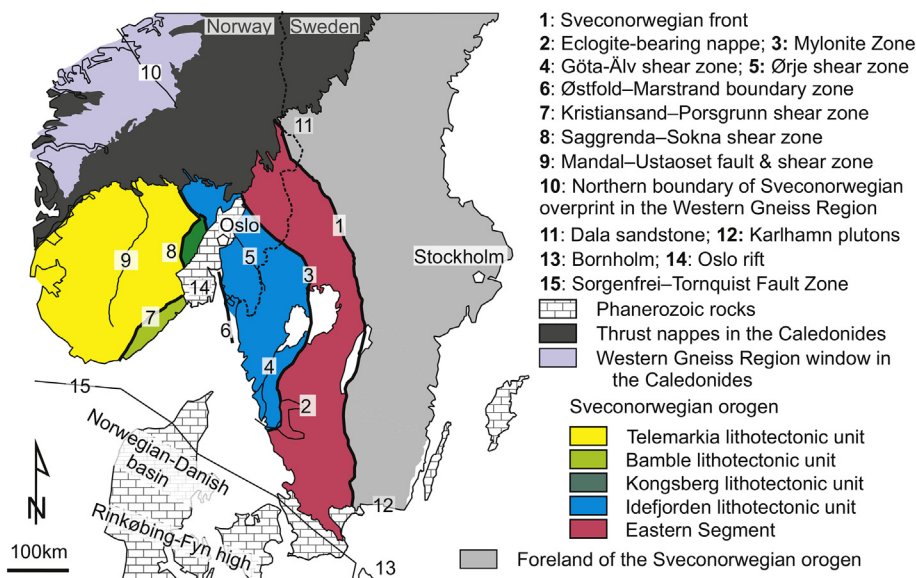 Norway Sweden
10
11
Oslo
1
9
8
5
3
Stockholm
14
7
6
4
15
2
Norwegian-Danish
basin
Rinkøbing-Fyn high
12
13
N
100km
1: Sveconorwegian front
2: Eclogite-bearing nappe; 3: Mylonite Zone
4: Göta-Älv shear zone; 5: Ørje shear zone
6: Østfold–Marstrand boundary zone
7: Kristiansand–Porsgrunn shear zone
8: Saggrenda–Sokna shear zone
9: Mandal–Ustaoset fault & shear zone
10: Northern boundary of Sveconorwegian
overprint in the Western Gneiss Region
11: Dala sandstone; 12: Karlhamn plutons
13: Bornholm; 14: Oslo rift
15: Sorgenfrei–Tornquist Fault Zone
Phanerozoic rocks
Thrust nappes in the Caledonides
Western Gneiss Region window in
the Caledonides
Sveconorwegian orogen
Telemarkia lithotectonic unit
Bamble lithotectonic unit
Kongsberg lithotectonic unit
Idefjorden lithotectonic unit
Eastern Segment
Foreland of the Sveconorwegian orogen